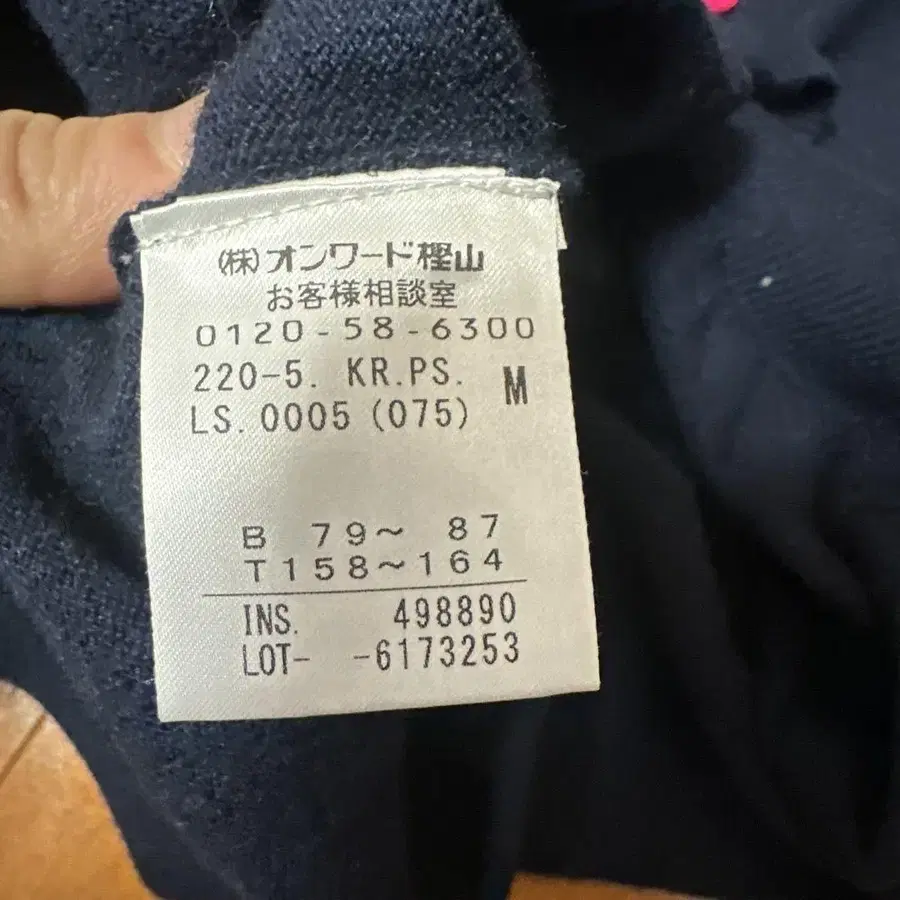 (株)オンワード樫山
お客様相談室
0120-58-6300
220-5. KR.PS. M
LS.0005 (075)
B 79～ 87
T158～164
INS. 498890
LOT- -6173253